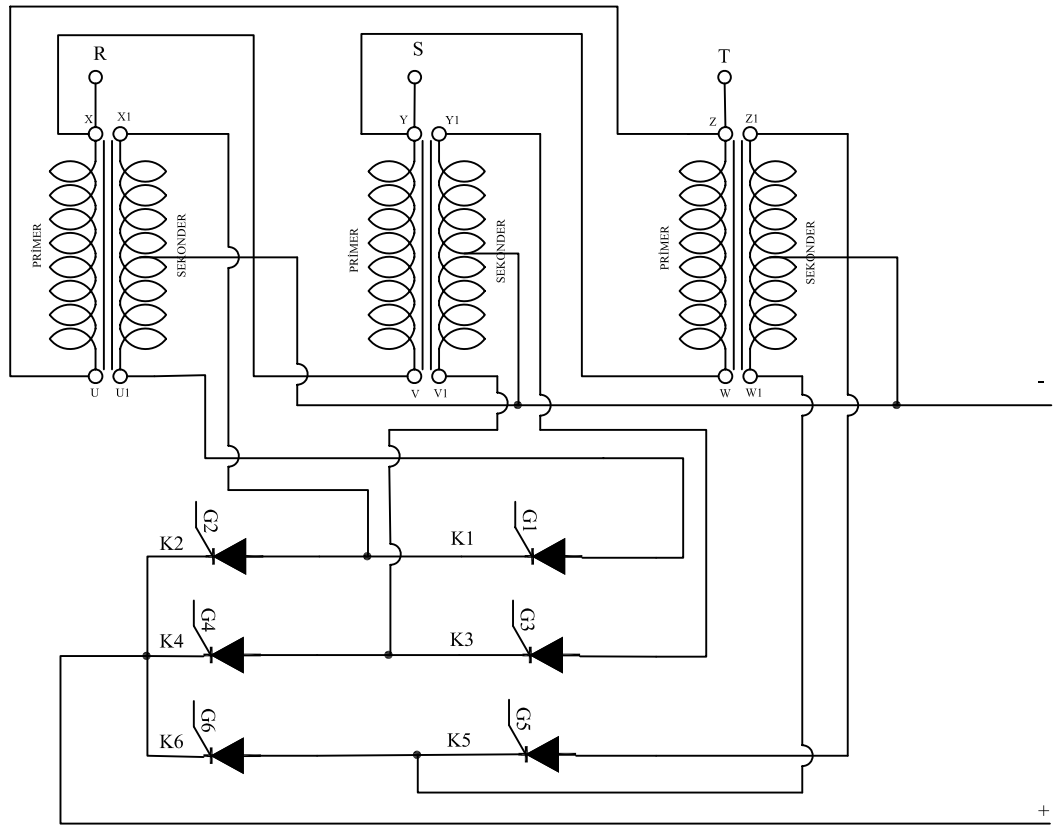 R
S
T
X
X1
Y
Y1
Z
Z1
PRİMER
SEKONDER
PRİMER
SEKONDER
PRİMER
SEKONDER
U
U1
V
V1
W
W1
-
G2
G1
K2
K1
G4
G3
K4
K3
G6
G5
K6
K5
+